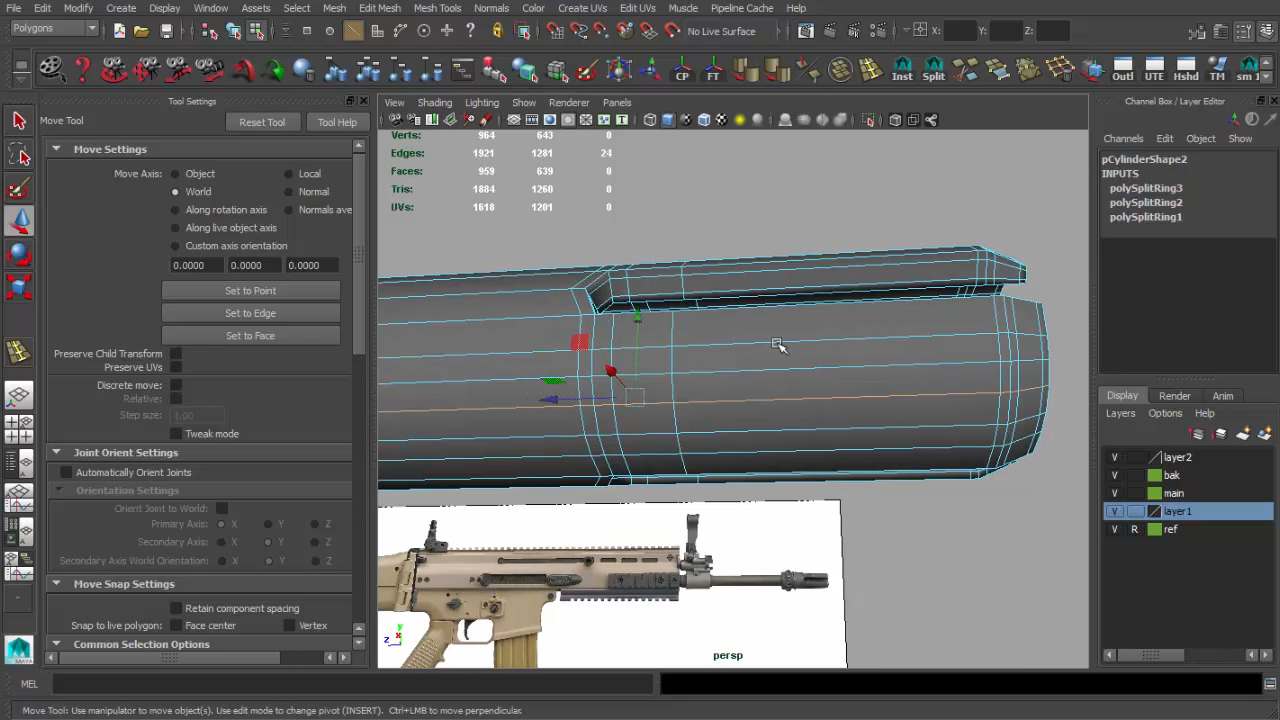 File Edit Modify Create Display Window Assets Select Mesh Edit Mesh Mesh Tools Normals Color Create UVs Edit UVs Muscle Pipeline Cache Help
Polygons No Live Surface X: Y: Z:
CP FT Inst Split Outl UTE Hshd TM sm 1
Tool Settings
Move Tool Reset Tool Tool Help
Move Settings
Move Axis: Object Local
World Normal
Along rotation axis Normals ave
Along live object axis
Custom axis orientation
0.0000 0.0000 0.0000
Set to Point
Set to Edge
Set to Face
Preserve Child Transform
Preserve UVs
Discrete move:
Relative:
Step size: 1.00
Tweak mode
Joint Orient Settings
Automatically Orient Joints
Orientation Settings
Orient Joint to World:
Primary Axis: X Y Z
Secondary Axis: X Y Z
Secondary Axis World Orientation: X Y Z
Move Snap Settings
Retain component spacing
Snap to live polygon: Face center Vertex
Common Selection Options
View Shading Lighting Show Renderer Panels
Verts: 964 643 0
Edges: 1921 1281 24
Faces: 959 639 0
Tris: 1884 1260 0
UVs: 1618 1201 0
y
z x
persp
Channel Box / Layer Editor
Channels Edit Object Show
pCylinderShape2
INPUTS
polySplitRing3
polySplitRing2
polySplitRing1
Display Render Anim
Layers Options Help
V layer2
V bak
V main
V layer1
V R ref
MEL
Move Tool: Use manipulator to move object(s). Use edit mode to change pivot (INSERT). Ctrl+LMB to move perpendicular.